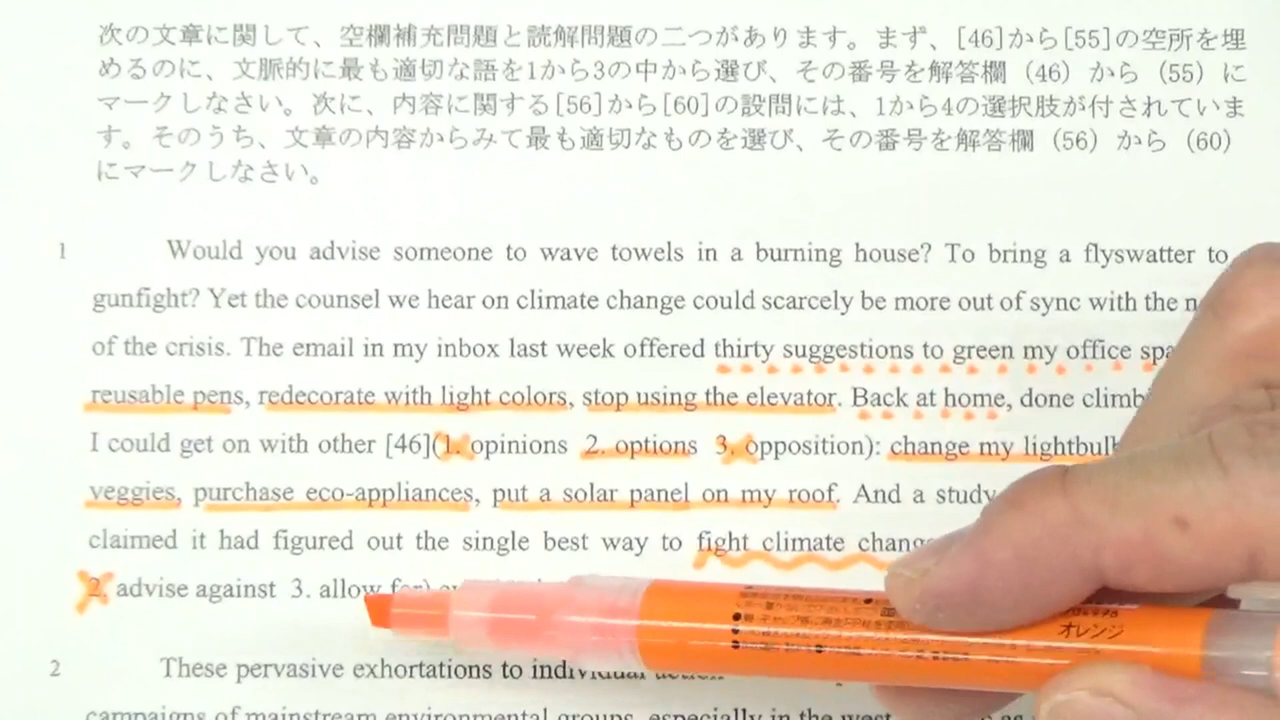 次の文章に関して、空欄補充問題と読解問題の二つがあります。まず、[46]から[55]の空所を埋
めるのに、文脈的に最も適切な語を1から3の中から選び、その番号を解答欄（46）から（55）に
マークしなさい。次に、内容に関する[56]から[60]の設問には、1から4の選択肢が付されていま
す。そのうち、文章の内容からみて最も適切なものを選び、その番号を解答欄（56）から（60）
にマークしなさい。
1 Would you advise someone to wave towels in a burning house? To bring a flyswatter to
gunfight? Yet the counsel we hear on climate change could scarcely be more out of sync with the
of the crisis. The email in my inbox last week offered thirty suggestions to green my office
reusable pens, redecorate with light colors, stop using the elevator. Back at home, done
I could get on with other [46](1. opinions 2. options 3. opposition): change my
veggies, purchase eco-appliances, put a solar panel on my roof. And a study
claimed it had figured out the single best way to fight climate
2. advise against 3. allow for)
2 These pervasive exhortations to individual action
campaigns of mainstream environmental groups, especially in the west
オレンジ